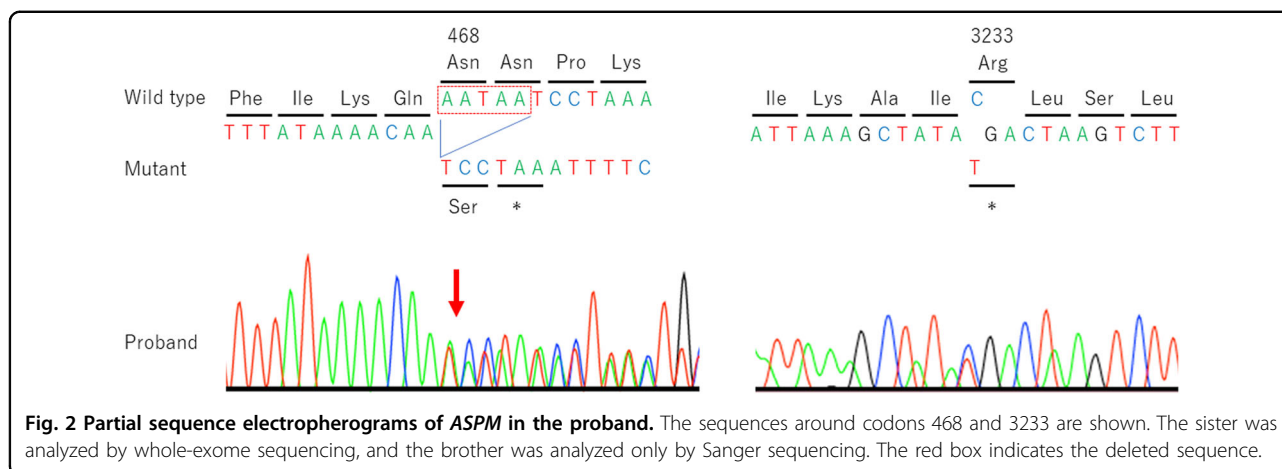 468
Asn Asn Pro Lys
Wild type Phe Ile Lys Gln AATAATCCTAAA
TTTATAAAACAA
Mutant TCCTAAATTTTC
Ser *
3233
Arg
Ile Lys Ala Ile C Leu Ser Leu
ATTAAAGCTATA GACTAAGTCTT
T
*
Proband
Fig. 2 Partial sequence electropherograms of ASPM in the proband. The sequences around codons 468 and 3233 are shown. The sister was
analyzed by whole-exome sequencing, and the brother was analyzed only by Sanger sequencing. The red box indicates the deleted sequence.